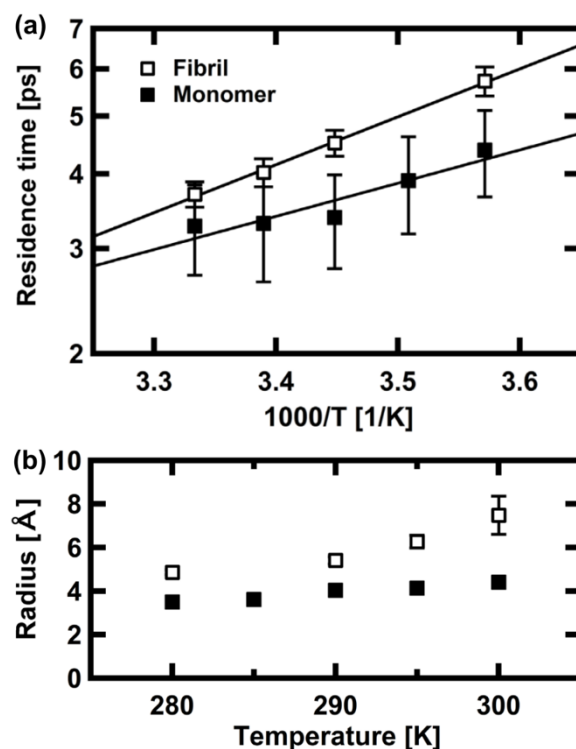 (a)
7
6
5
4
3
2
Residence time [ps]
Fibril
Monomer
3.3 3.4 3.5 3.6
1000/T [1/K]
(b)
10
8
6
4
2
0
Radius [Å]
280 290 300
Temperature [K]